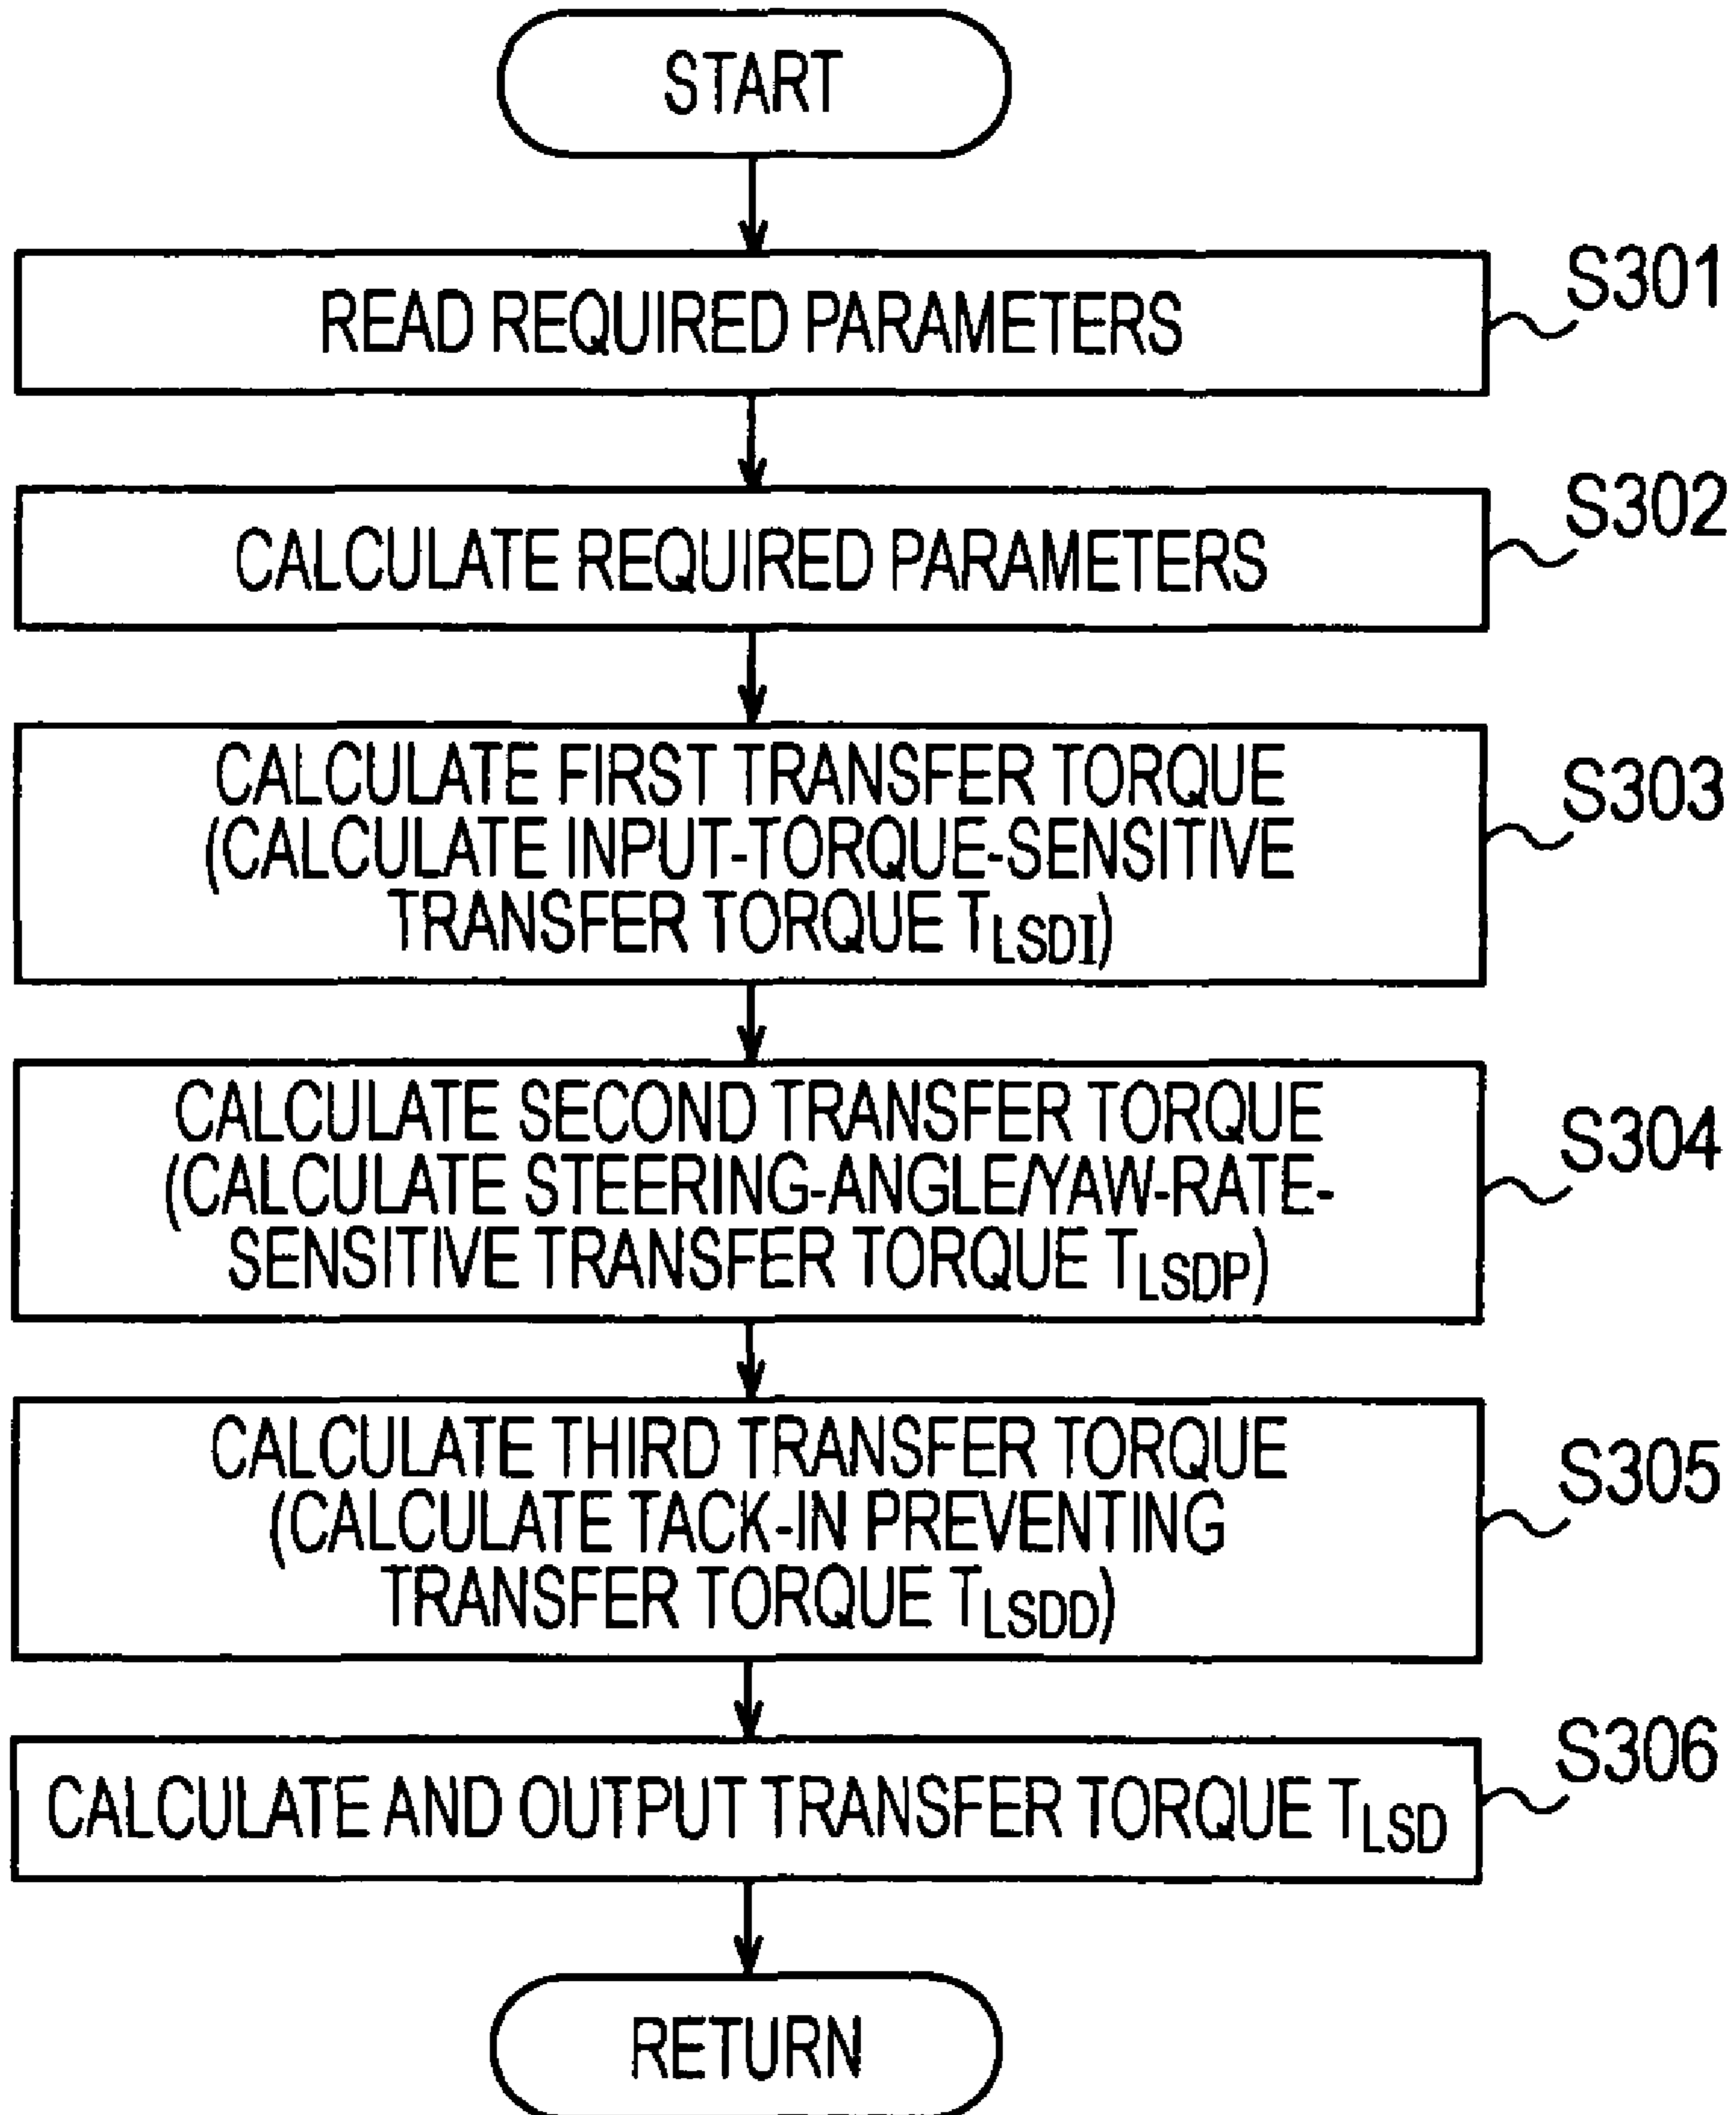 START
READ REQUIRED PARAMETERS
S301
CALCULATE REQUIRED PARAMETERS
S302
CALCULATE FIRST TRANSFER TORQUE
(CALCULATE INPUT-TORQUE-SENSITIVE
TRANSFER TORQUE TLSDI)
S303
CALCULATE SECOND TRANSFER TORQUE
(CALCULATE STEERING-ANGLE/YAW-RATE-
SENSITIVE TRANSFER TORQUE TLSDP)
S304
CALCULATE THIRD TRANSFER TORQUE
(CALCULATE TACK-IN PREVENTING
TRANSFER TORQUE TLSDD)
S305
CALCULATE AND OUTPUT TRANSFER TORQUE TLSD
S306
RETURN